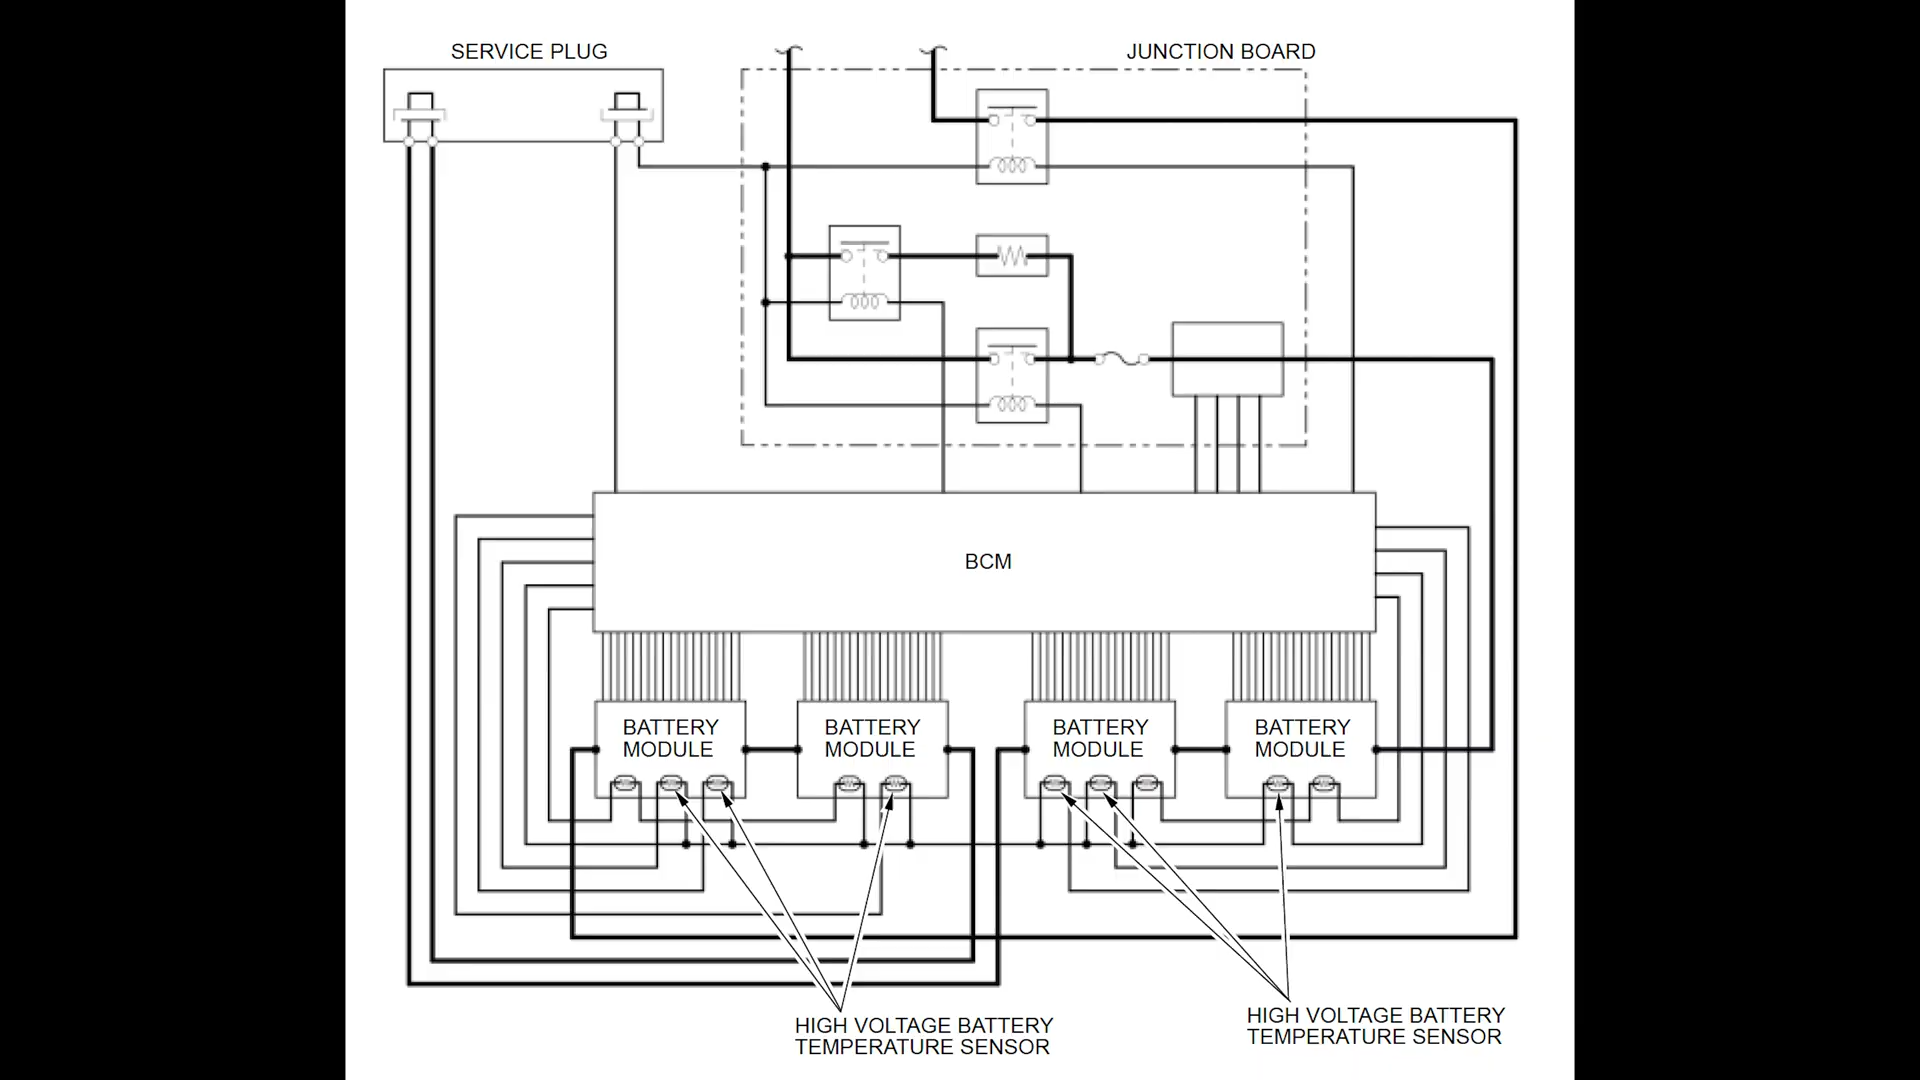 SERVICE PLUG
JUNCTION BOARD
BCM
BATTERY
MODULE
BATTERY
MODULE
BATTERY
MODULE
BATTERY
MODULE
HIGH VOLTAGE BATTERY
TEMPERATURE SENSOR
HIGH VOLTAGE BATTERY
TEMPERATURE SENSOR